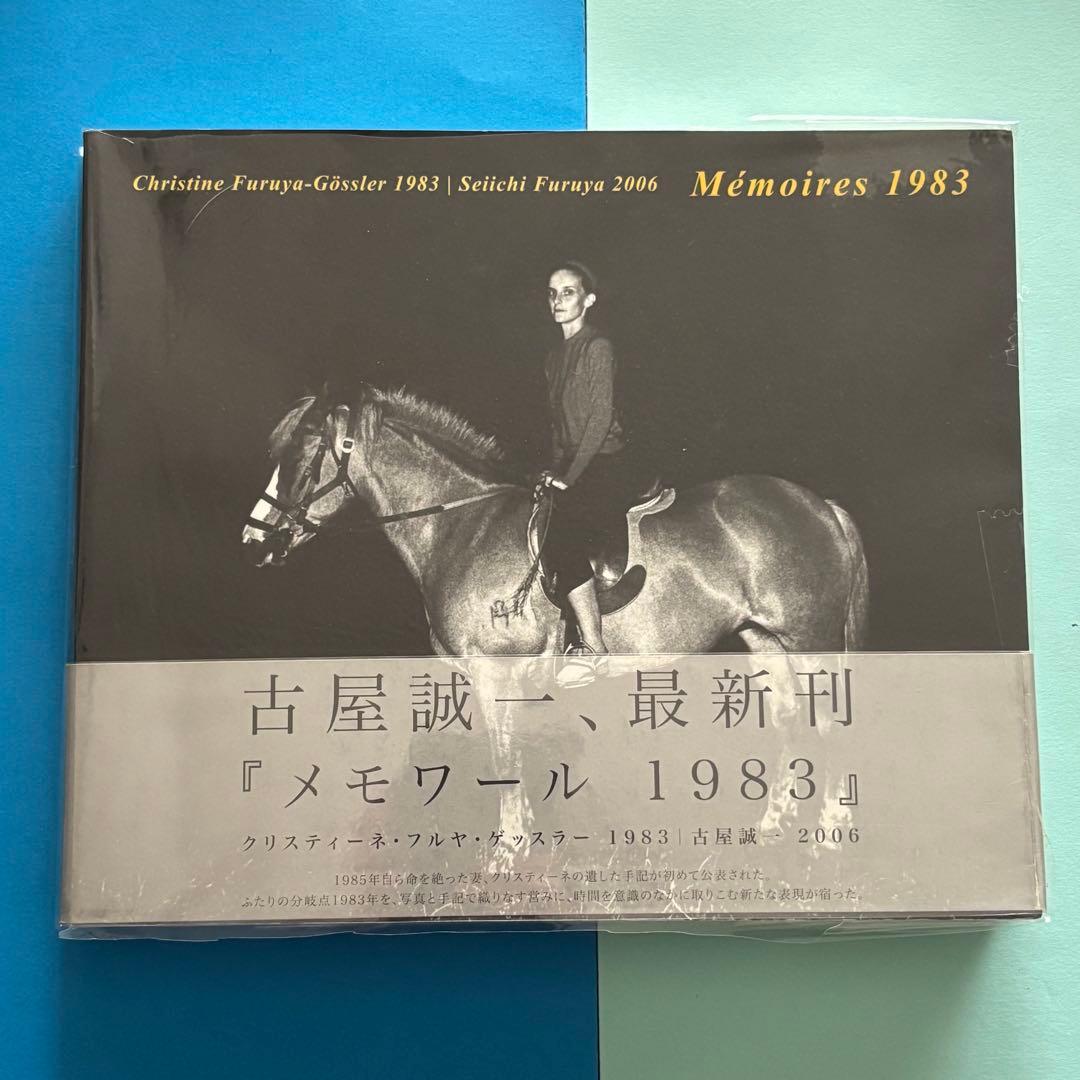 Christine Furuya-Gössler 1983 | Seiichi Furuya 2006 Mémoires 1983
古屋誠一、最新刊
『メモワール 1983』
クリスティーネ・フルヤ・ゲッスラー 1983|古屋誠一 2006
1985年自ら命を絶った妻、クリスティーネの遺した手記が初めて公表された。
ふたりの分岐点1983年を、写真と手記で織りなす営みに、時間を意識のなかに取りこむ新たな表現が宿った。